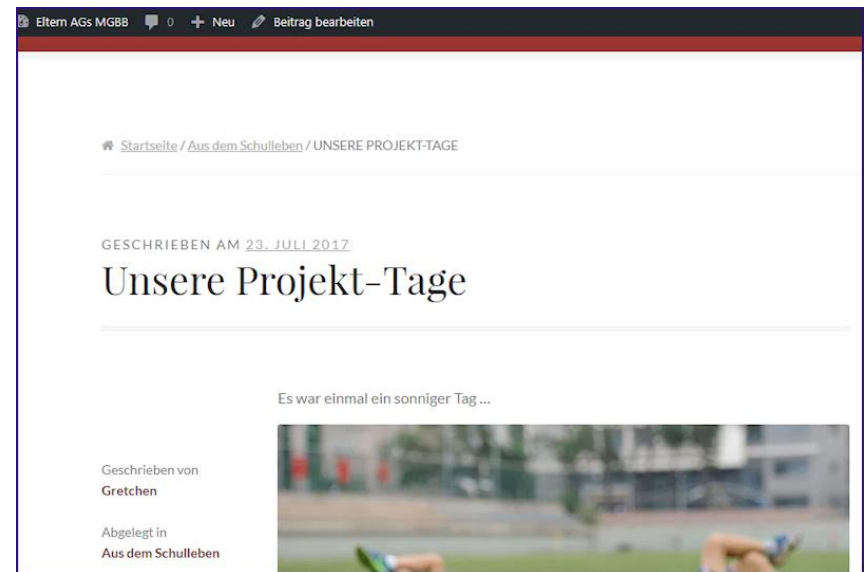 Eltern AGs MGBB 0 Neu Beitrag bearbeiten
Startseite / Aus dem Schulleben / UNSERE PROJEKT-TAGE
GESCHRIEBEN AM 23. JULI 2017
Unsere Projekt-Tage
Es war einmal ein sonniger Tag ...
Geschrieben von
Gretchen
Abgelegt in
Aus dem Schulleben